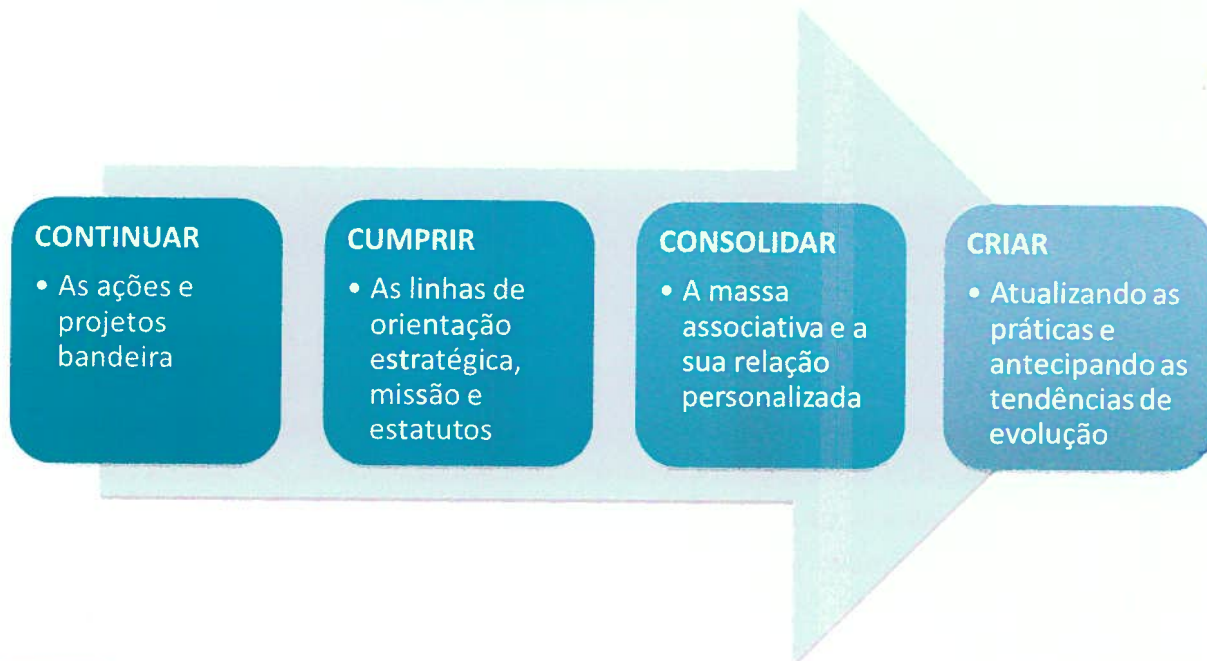 CONTINUAR
• As ações e
projetos
bandeira
CUMPRIR
• As linhas de
orientação
estratégica,
missão e
estatutos
CONSOLIDAR
• A massa
associativa e a
sua relação
personalizada
CRIAR
• Atualizando as
práticas e
antecipando as
tendências de
evolução